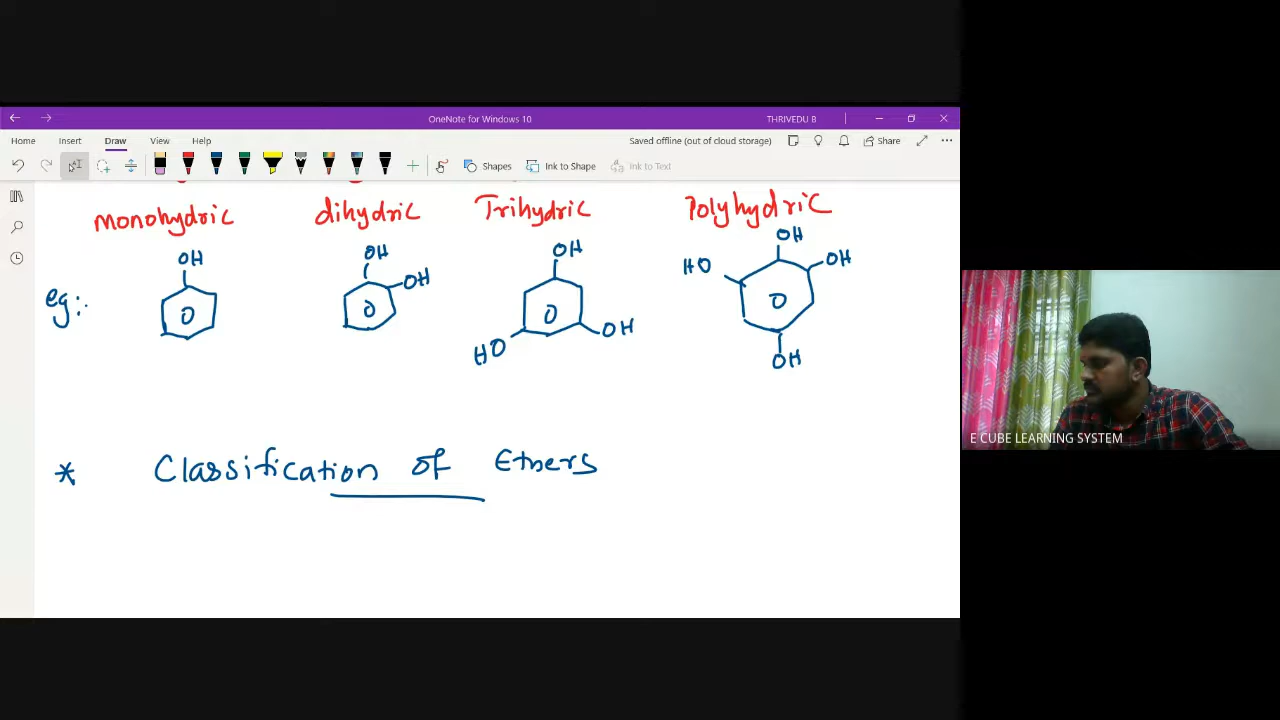 OneNote for Windows 10
THRIVEDU B
Home Insert Draw View Help
Saved offline (out of cloud storage)
Share
Shapes
Ink to Shape
Ink to Text
monohydric dihydric Trihydric Polyhydric
eg:-
OH
OH
OH
OH
HO
OH
OH
HO
OH
OH
E CUBE LEARNING SYSTEM
* Classification of Ethers